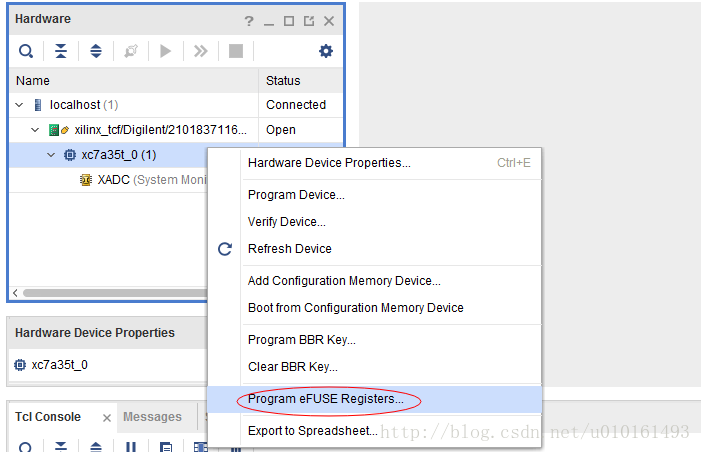 Hardware
Name Status
localhost (1) Connected
xilinx_tcf/Digilent/2101837116... Open
xc7a35t_0 (1)
XADC (System Moni
Hardware Device Properties... Ctrl+E
Program Device...
Verify Device...
Refresh Device
Add Configuration Memory Device...
Boot from Configuration Memory Device
Program BBR Key...
Clear BBR Key...
Program eFUSE Registers...
Export to Spreadsheet...
Hardware Device Properties
xc7a35t_0
Tcl Console Messages
http://blog.csdn.net/u010161493